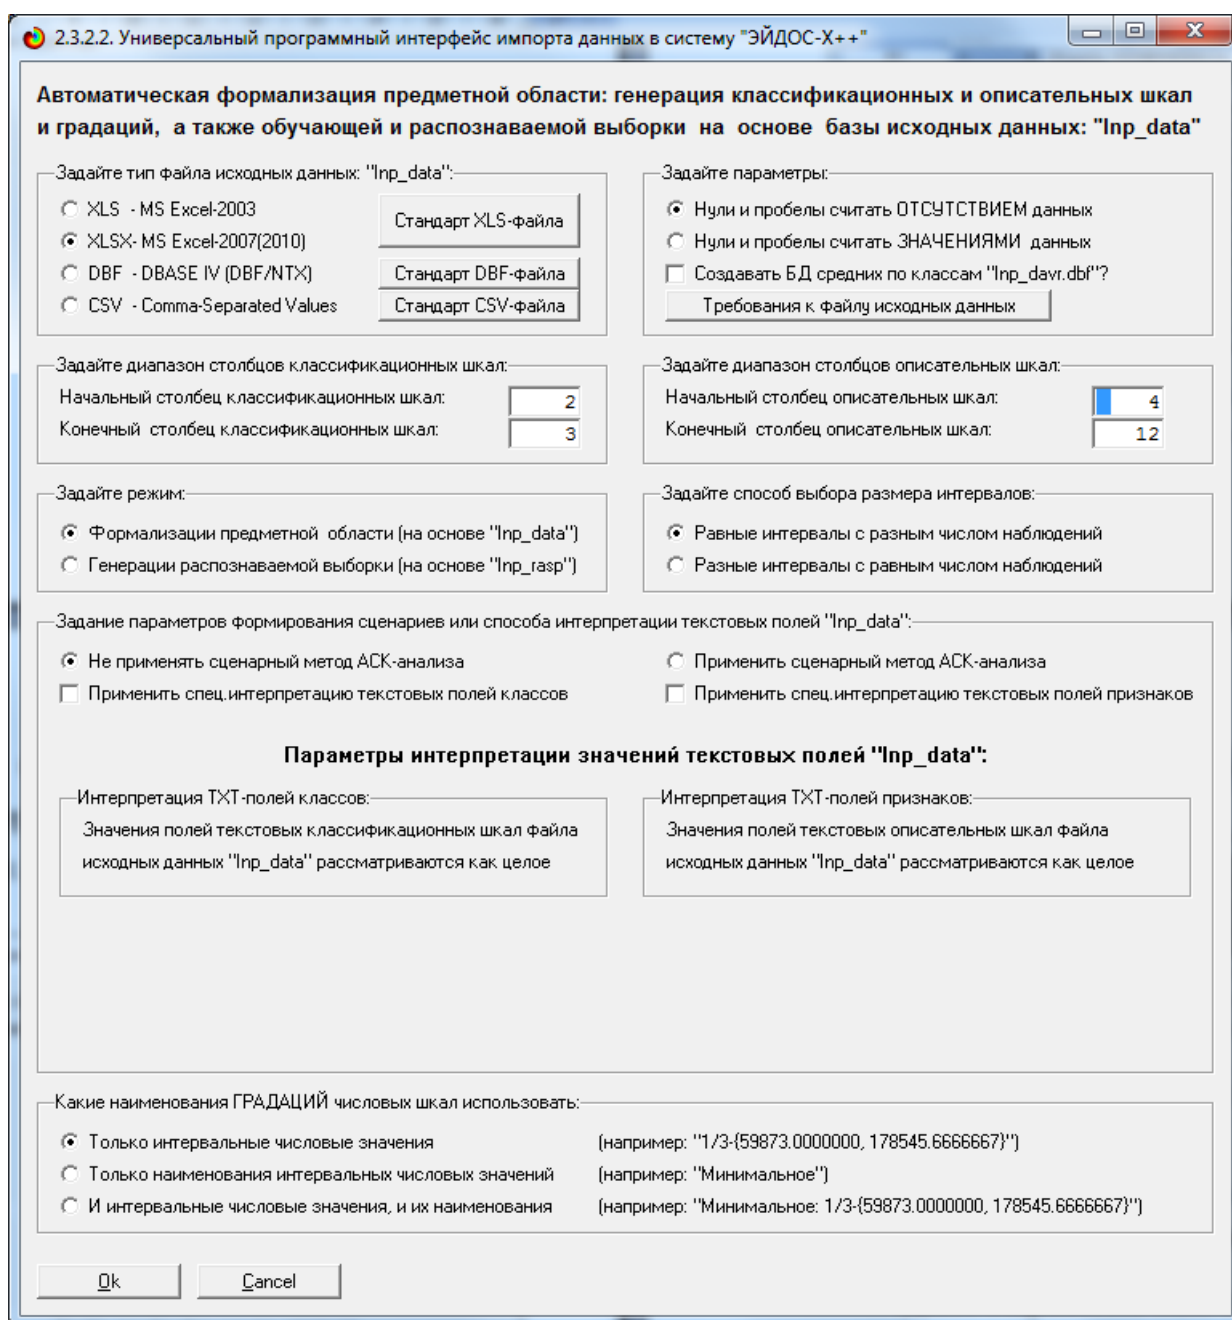 2.3.2.2. Универсальный программный интерфейс импорта данных в систему "ЭЙДОС-X++"
Автоматическая формализация предметной области: генерация классификационных и описательных шкал
и градаций, а также обучающей и распознаваемой выборки на основе базы исходных данных: "Inp_data"
Задайте тип файла исходных данных: "Inp_data":
XLS - MS Excel-2003
XLSX- MS Excel-2007(2010)
DBF - DBASE IV (DBF/NTX)
CSV - Comma-Separated Values
Стандарт XLS-файла
Стандарт DBF-файла
Стандарт CSV-файла
Задайте параметры:
Нули и пробелы считать ОТСУТСТВИЕМ данных
Нули и пробелы считать ЗНАЧЕНИЯМИ данных
Создавать БД средних по классам "Inp_davr.dbf"?
Требования к файлу исходных данных
Задайте диапазон столбцов классификационных шкал:
Начальный столбец классификационных шкал: 2
Конечный столбец классификационных шкал: 3
Задайте диапазон столбцов описательных шкал:
Начальный столбец описательных шкал: 4
Конечный столбец описательных шкал: 12
Задайте режим:
Формализации предметной области (на основе "Inp_data")
Генерации распознаваемой выборки (на основе "Inp_rasp")
Задайте способ выбора размера интервалов:
Равные интервалы с разным числом наблюдений
Разные интервалы с равным числом наблюдений
Задание параметров формирования сценариев или способа интерпретации текстовых полей "Inp_data":
Не применять сценарный метод АСК-анализа
Применить сценарный метод АСК-анализа
Применить спец.интерпретацию текстовых полей классов
Применить спец.интерпретацию текстовых полей признаков
Параметры интерпретации значений текстовых полей "Inp_data":
Интерпретация TXT-полей классов:
Значения полей текстовых классификационных шкал файла
исходных данных "Inp_data" рассматриваются как целое
Интерпретация TXT-полей признаков:
Значения полей текстовых описательных шкал файла
исходных данных "Inp_data" рассматриваются как целое
Какие наименования ГРАДАЦИЙ числовых шкал использовать:
Только интервальные числовые значения (например: "1/3-{59873.0000000, 178545.6666667}")
Только наименования интервальных числовых значений (например: "Минимальное")
И интервальные числовые значения, и их наименования (например: "Минимальное: 1/3-{59873.0000000, 178545.6666667}")
Ok
Cancel